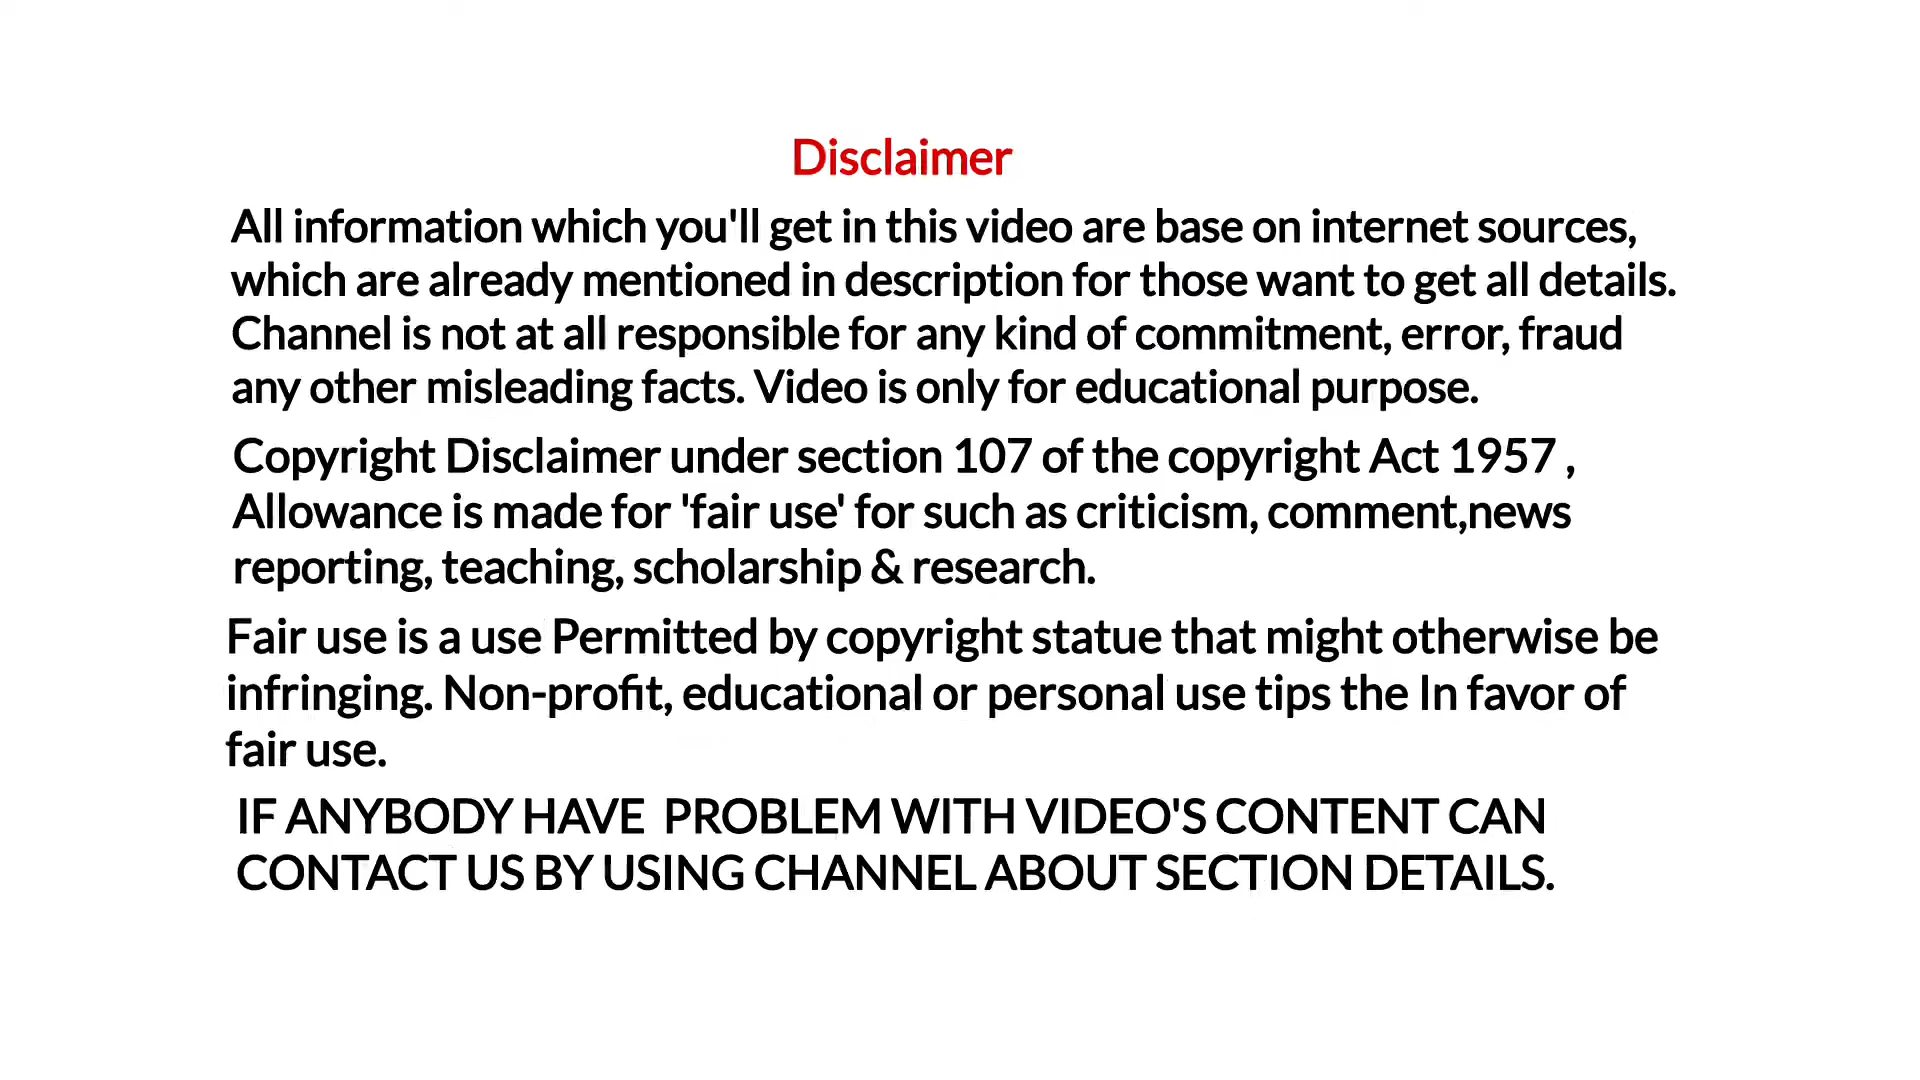 Disclaimer
All information which you'll get in this video are base on internet sources,
which are already mentioned in description for those want to get all details.
Channel is not at all responsible for any kind of commitment, error, fraud
any other misleading facts. Video is only for educational purpose.
Copyright Disclaimer under section 107 of the copyright Act 1957 ,
Allowance is made for 'fair use' for such as criticism, comment,news
reporting, teaching, scholarship & research.
Fair use is a use Permitted by copyright statue that might otherwise be
infringing. Non-profit, educational or personal use tips the In favor of
fair use.
IF ANYBODY HAVE  PROBLEM WITH VIDEO'S CONTENT CAN
CONTACT US BY USING CHANNEL ABOUT SECTION DETAILS.